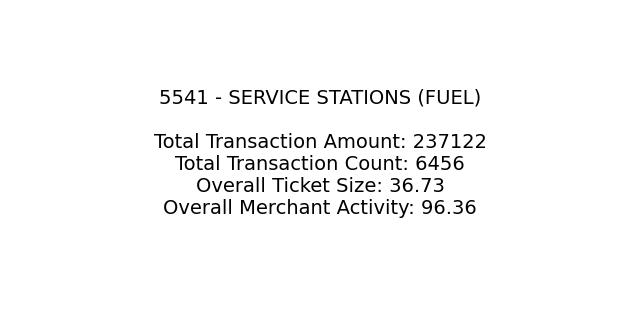 5541 - SERVICE STATIONS (FUEL)
Total Transaction Amount: 237122
Total Transaction Count: 6456
Overall Ticket Size: 36.73
Overall Merchant Activity: 96.36